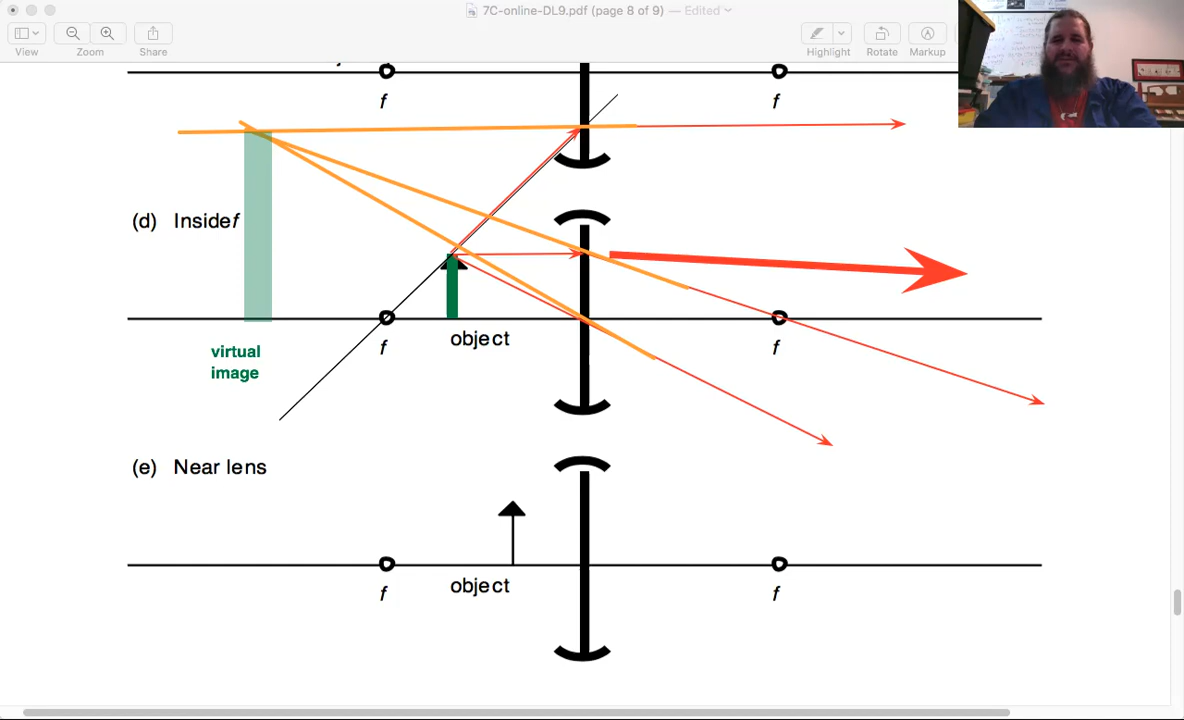 7C-online-DL9.pdf (page 8 of 9) — Edited
View
Zoom
Share
Highlight
Rotate
Markup
f
f
(d) Insidef
f
object
f
virtual
image
(e) Near lens
f
object
f